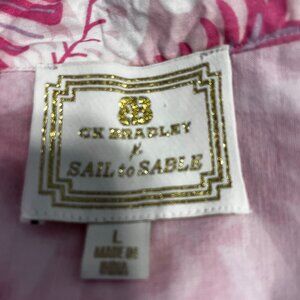 CK BRADLEY
X
SAIL to SABLE
L
MADE IN
INDIA